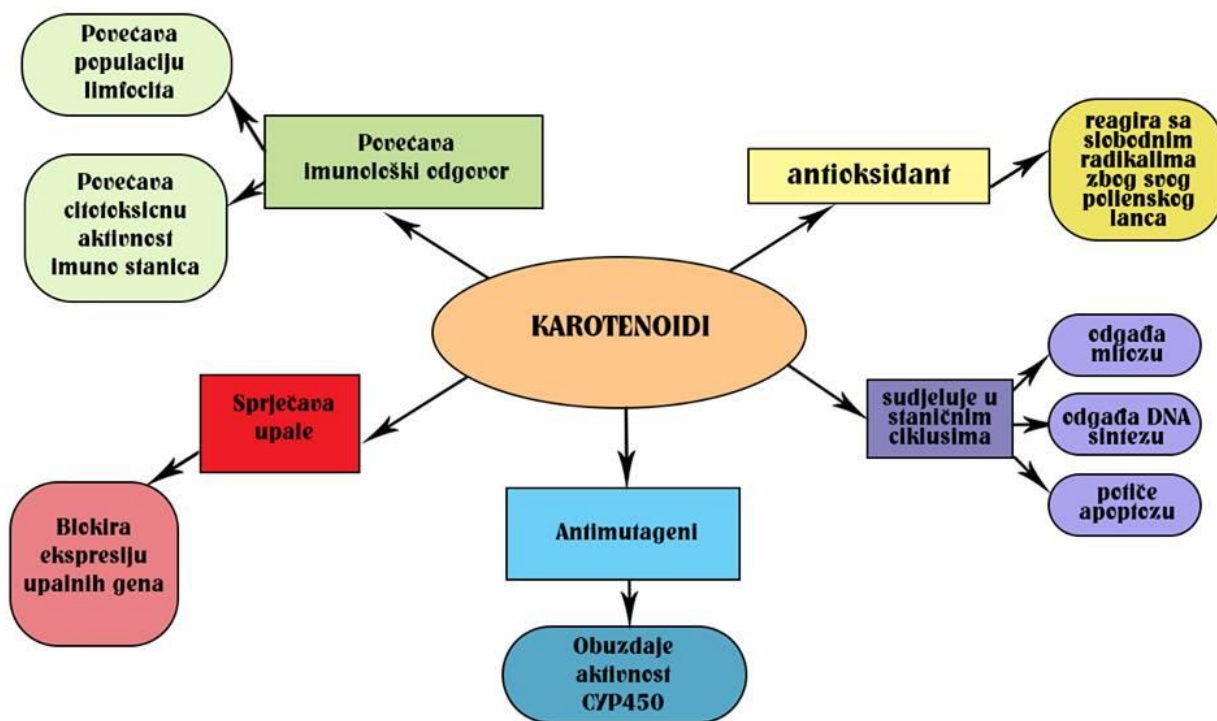 Povećava
populaciju
limfocita
Povećava
imunološki odgovor
Povećava
citotoksicnu
aktivnost
imuno stanica
antioksidant
reagira sa
slobodnim
radikalima
zbog svog
polienskog
lanca
KAROTENOIDI
sudjeluje u
staničnim
ciklusima
odgađa
mitozu
odgađa DNA
sintezu
potiče
apoptozu
Sprječava
upale
Blokira
ekspresiju
upalnih gena
Antimutageni
Obuzdaje
aktivnost
CYP450